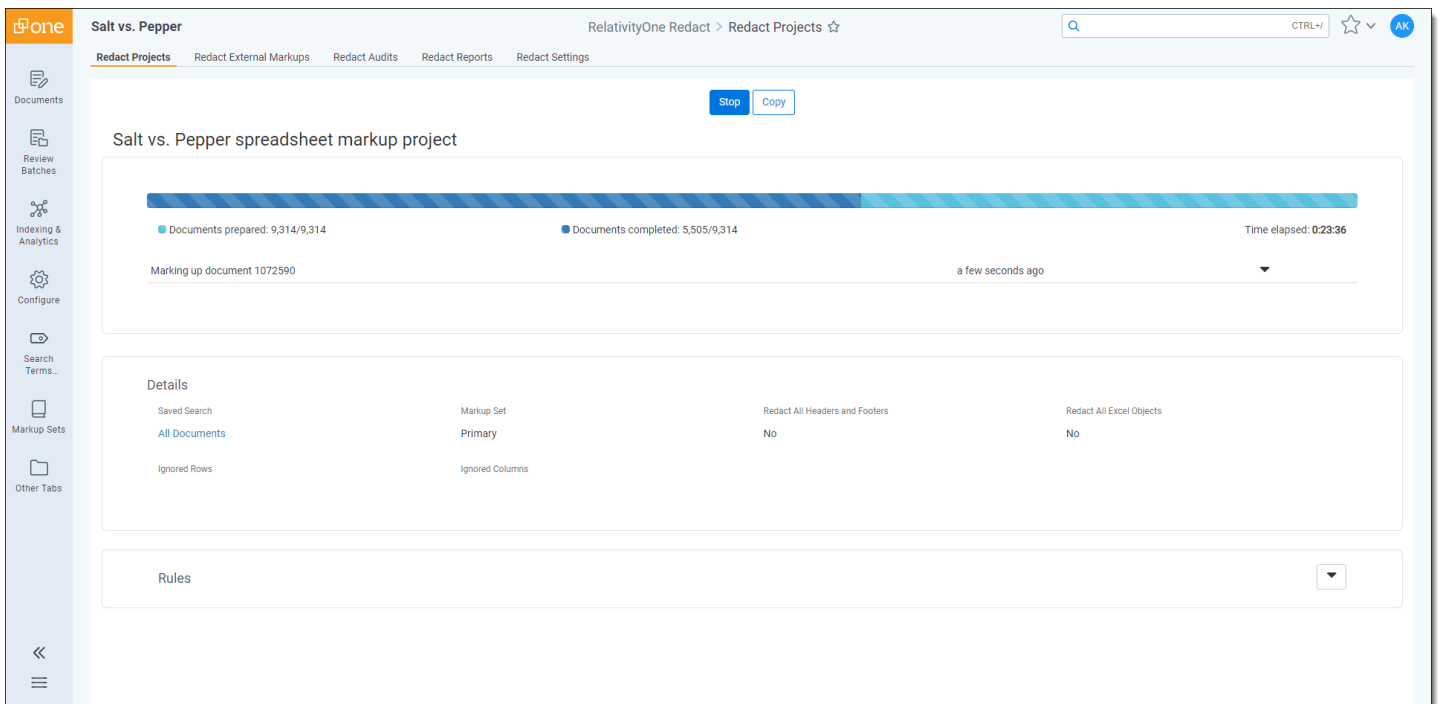 one
Salt vs. Pepper
RelativityOne Redact > Redact Projects
CTRL+/
AK
Redact Projects
Redact External Markups
Redact Audits
Redact Reports
Redact Settings
Documents
Review
Batches
Indexing &
Analytics
Configure
Search
Terms...
Markup Sets
Other Tabs
Stop
Copy
Salt vs. Pepper spreadsheet markup project
Documents prepared: 9,314/9,314
Documents completed: 5,505/9,314
Time elapsed: 0:23:36
Marking up document 1072590
a few seconds ago
Details
Saved Search
Markup Set
Redact All Headers and Footers
Redact All Excel Objects
All Documents
Primary
No
No
Ignored Rows
Ignored Columns
Rules